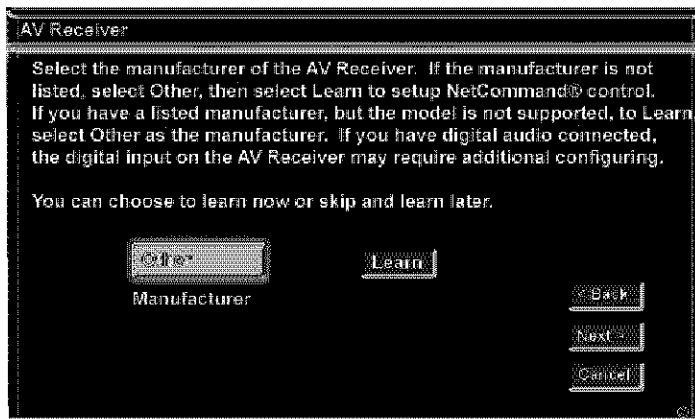 AV Receiver
Select the manufacturer of the AV Receiver. If the manufacturer is not
listed, select Other, then select Learn to setup NetCommand® control.
If you have a listed manufacturer, but the model is not supported, to Learn,
select Other as the manufacturer. If you have digital audio connected,
the digital input on the AV Receiver may require additional configuring.
You can choose to learn now or skip and learn later.
Other Learn
Manufacturer
< Back
Next >
Cancel